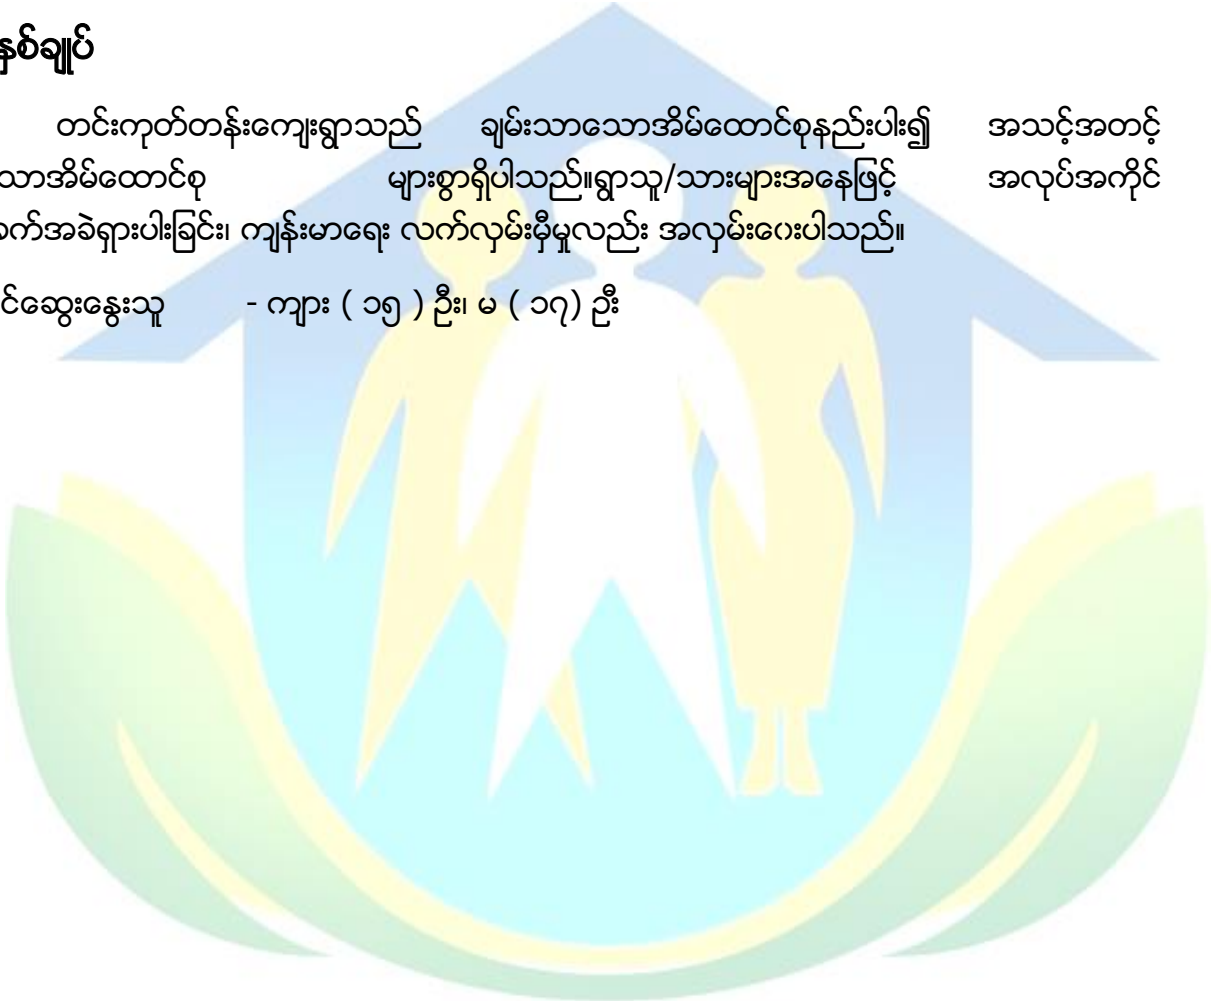 နှစ်ချုပ်
တင်းကုတ်တန်းကျေးရွာသည် ချမ်းသာသောအိမ်ထောင်စုနည်းပါး၍ အသင့်အတင့်
သာအိမ်ထောင်စု များစွာရှိပါသည်။ရွာသူ/သားများအနေဖြင့် အလုပ်အကိုင်
ခက်အခဲရှားပါးခြင်း၊ ကျန်းမာရေး လက်လှမ်းမှီမှုလည်း အလှမ်းဝေးပါသည်။
င်ဆွေးနွေးသူ - ကျား ( ၁၅ ) ဦး၊ မ ( ၁၇) ဦး